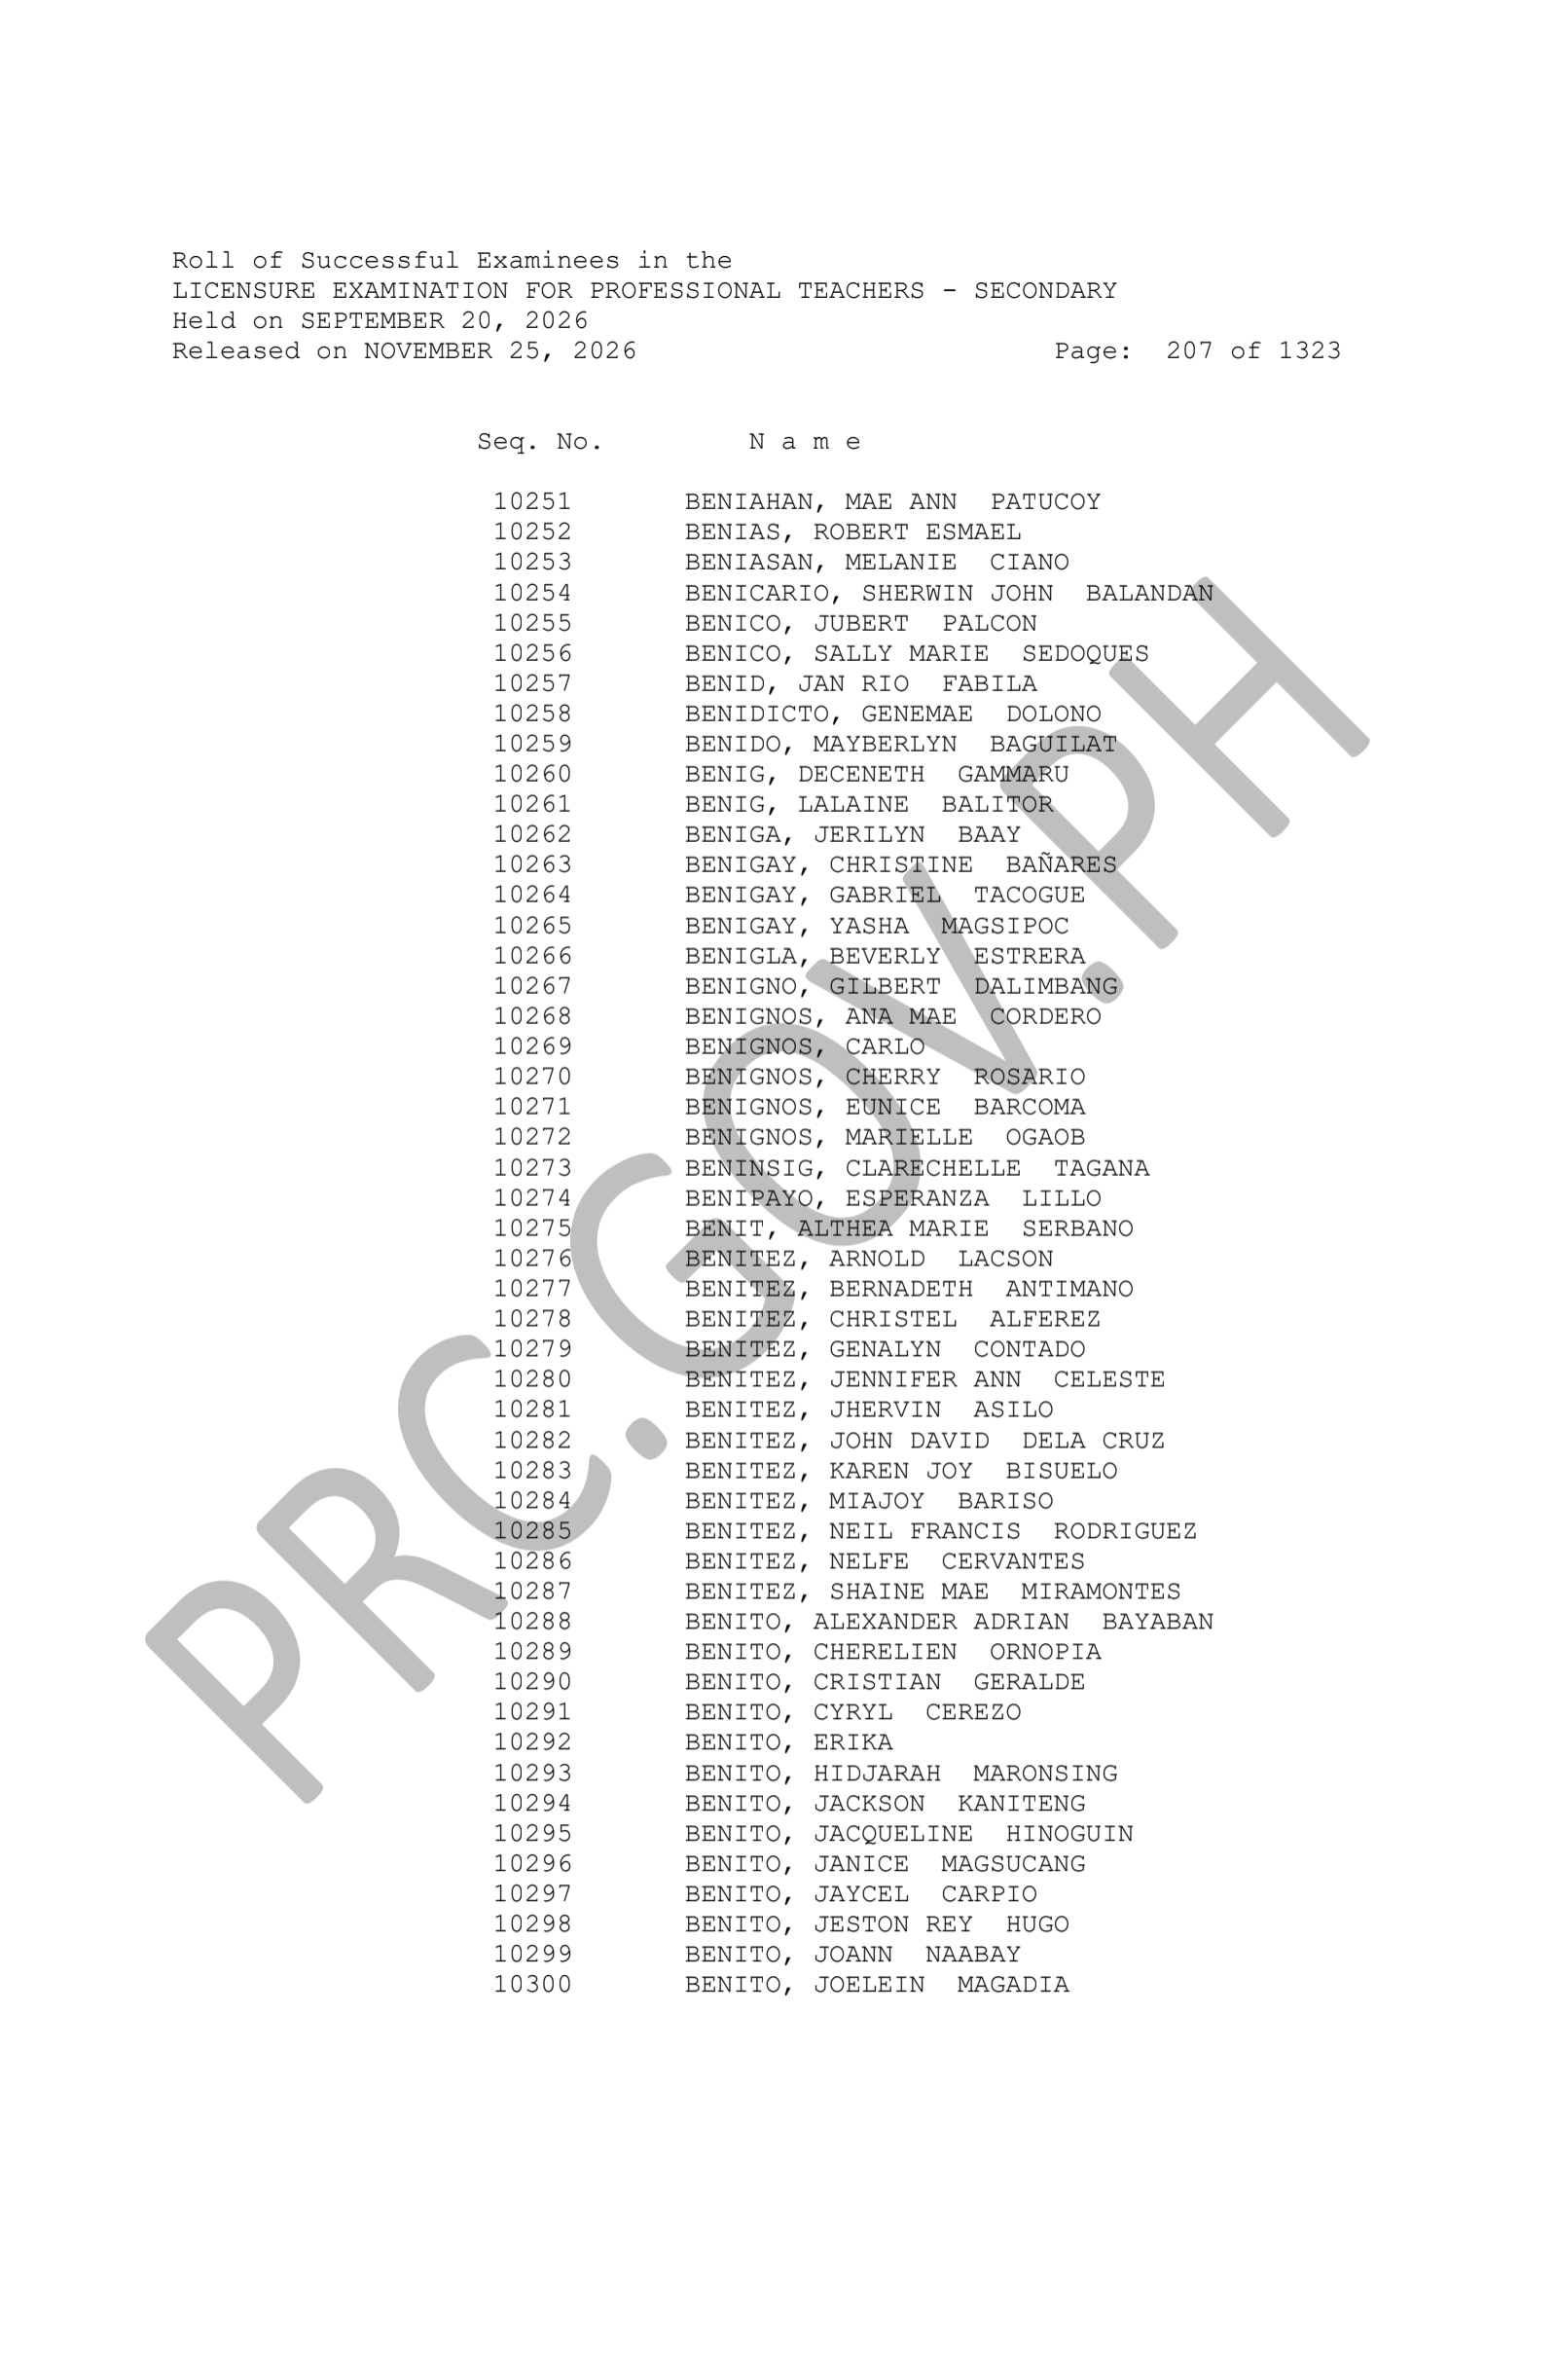 Roll of Successful Examinees in the
LICENSURE EXAMINATION FOR PROFESSIONAL TEACHERS - SECONDARY
Held on SEPTEMBER 20, 2026
Released on NOVEMBER 25, 2026 Page: 207 of 1323
Seq. No. N a m e
10251 BENIAHAN, MAE ANN PATUCOY
10252 BENIAS, ROBERT ESMAEL
10253 BENIASAN, MELANIE CIANO
10254 BENICARIO, SHERWIN JOHN BALANDAN
10255 BENICO, JUBERT PALCON
10256 BENICO, SALLY MARIE SEDOQUES
10257 BENID, JAN RIO FABILA
10258 BENIDICTO, GENEMAE DOLONO
10259 BENIDO, MAYBERLYN BAGUILAT
10260 BENIG, DECENETH GAMMARU
10261 BENIG, LALAINE BALITOR
10262 BENIGA, JERILYN BAAY
10263 BENIGAY, CHRISTINE BAÑARES
10264 BENIGAY, GABRIEL TACOGUE
10265 BENIGAY, YASHA MAGSIPOC
10266 BENIGLA, BEVERLY ESTRERA
10267 BENIGNO, GILBERT DALIMBANG
10268 BENIGNOS, ANA MAE CORDERO
10269 BENIGNOS, CARLO
10270 BENIGNOS, CHERRY ROSARIO
10271 BENIGNOS, EUNICE BARCOMA
10272 BENIGNOS, MARIELLE OGAOB
10273 BENINSIG, CLARECHELLE TAGANA
10274 BENIPAYO, ESPERANZA LILLO
10275 BENIT, ALTHEA MARIE SERBANO
10276 BENITEZ, ARNOLD LACSON
10277 BENITEZ, BERNADETH ANTIMANO
10278 BENITEZ, CHRISTEL ALFEREZ
10279 BENITEZ, GENALYN CONTADO
10280 BENITEZ, JENNIFER ANN CELESTE
10281 BENITEZ, JHERVIN ASILO
10282 BENITEZ, JOHN DAVID DELA CRUZ
10283 BENITEZ, KAREN JOY BISUELO
10284 BENITEZ, MIAJOY BARISO
10285 BENITEZ, NEIL FRANCIS RODRIGUEZ
10286 BENITEZ, NELFE CERVANTES
10287 BENITEZ, SHAINE MAE MIRAMONTES
10288 BENITO, ALEXANDER ADRIAN BAYABAN
10289 BENITO, CHERELIEN ORNOPIA
10290 BENITO, CRISTIAN GERALDE
10291 BENITO, CYRYL CEREZO
10292 BENITO, ERIKA
10293 BENITO, HIDJARAH MARONSING
10294 BENITO, JACKSON KANITENG
10295 BENITO, JACQUELINE HINOGUIN
10296 BENITO, JANICE MAGSUCANG
10297 BENITO, JAYCEL CARPIO
10298 BENITO, JESTON REY HUGO
10299 BENITO, JOANN NAABAY
10300 BENITO, JOELEIN MAGADIA
PRC.GOV.PH